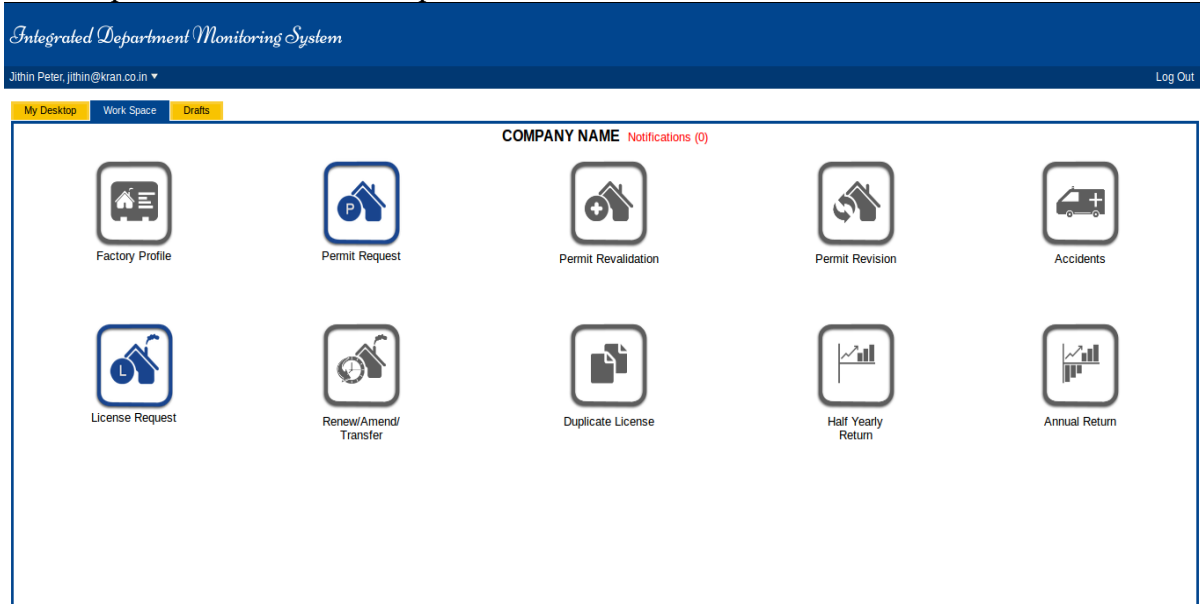 Integrated Department Monitoring System
Jithin Peter, jithin@kran.co.in ▼
Log Out
My Desktop
Work Space
Drafts
COMPANY NAME Notifications (0)
P
Factory Profile
Permit Request
Permit Revalidation
Permit Revision
Accidents
L
License Request
Renew/Amend/
Transfer
Duplicate License
Half Yearly
Return
Annual Return